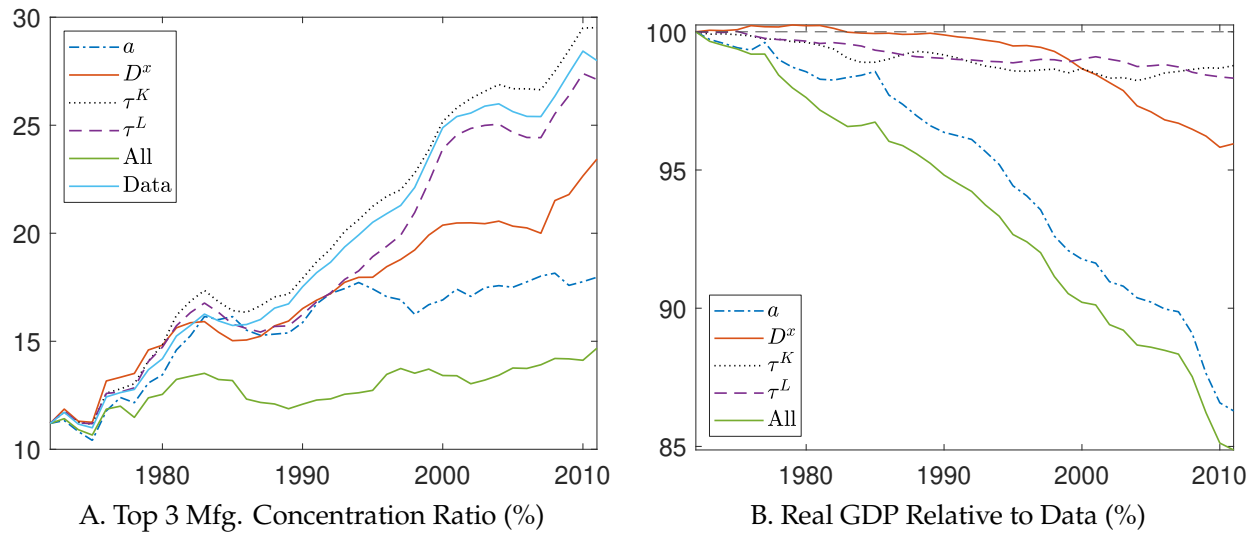 30
25
20
15
10
a
D^x
τ^K
τ^L
All
Data
1980 1990 2000 2010
A. Top 3 Mfg. Concentration Ratio (%)
100
95
90
85
a
D^x
τ^K
τ^L
All
1980 1990 2000 2010
B. Real GDP Relative to Data (%)